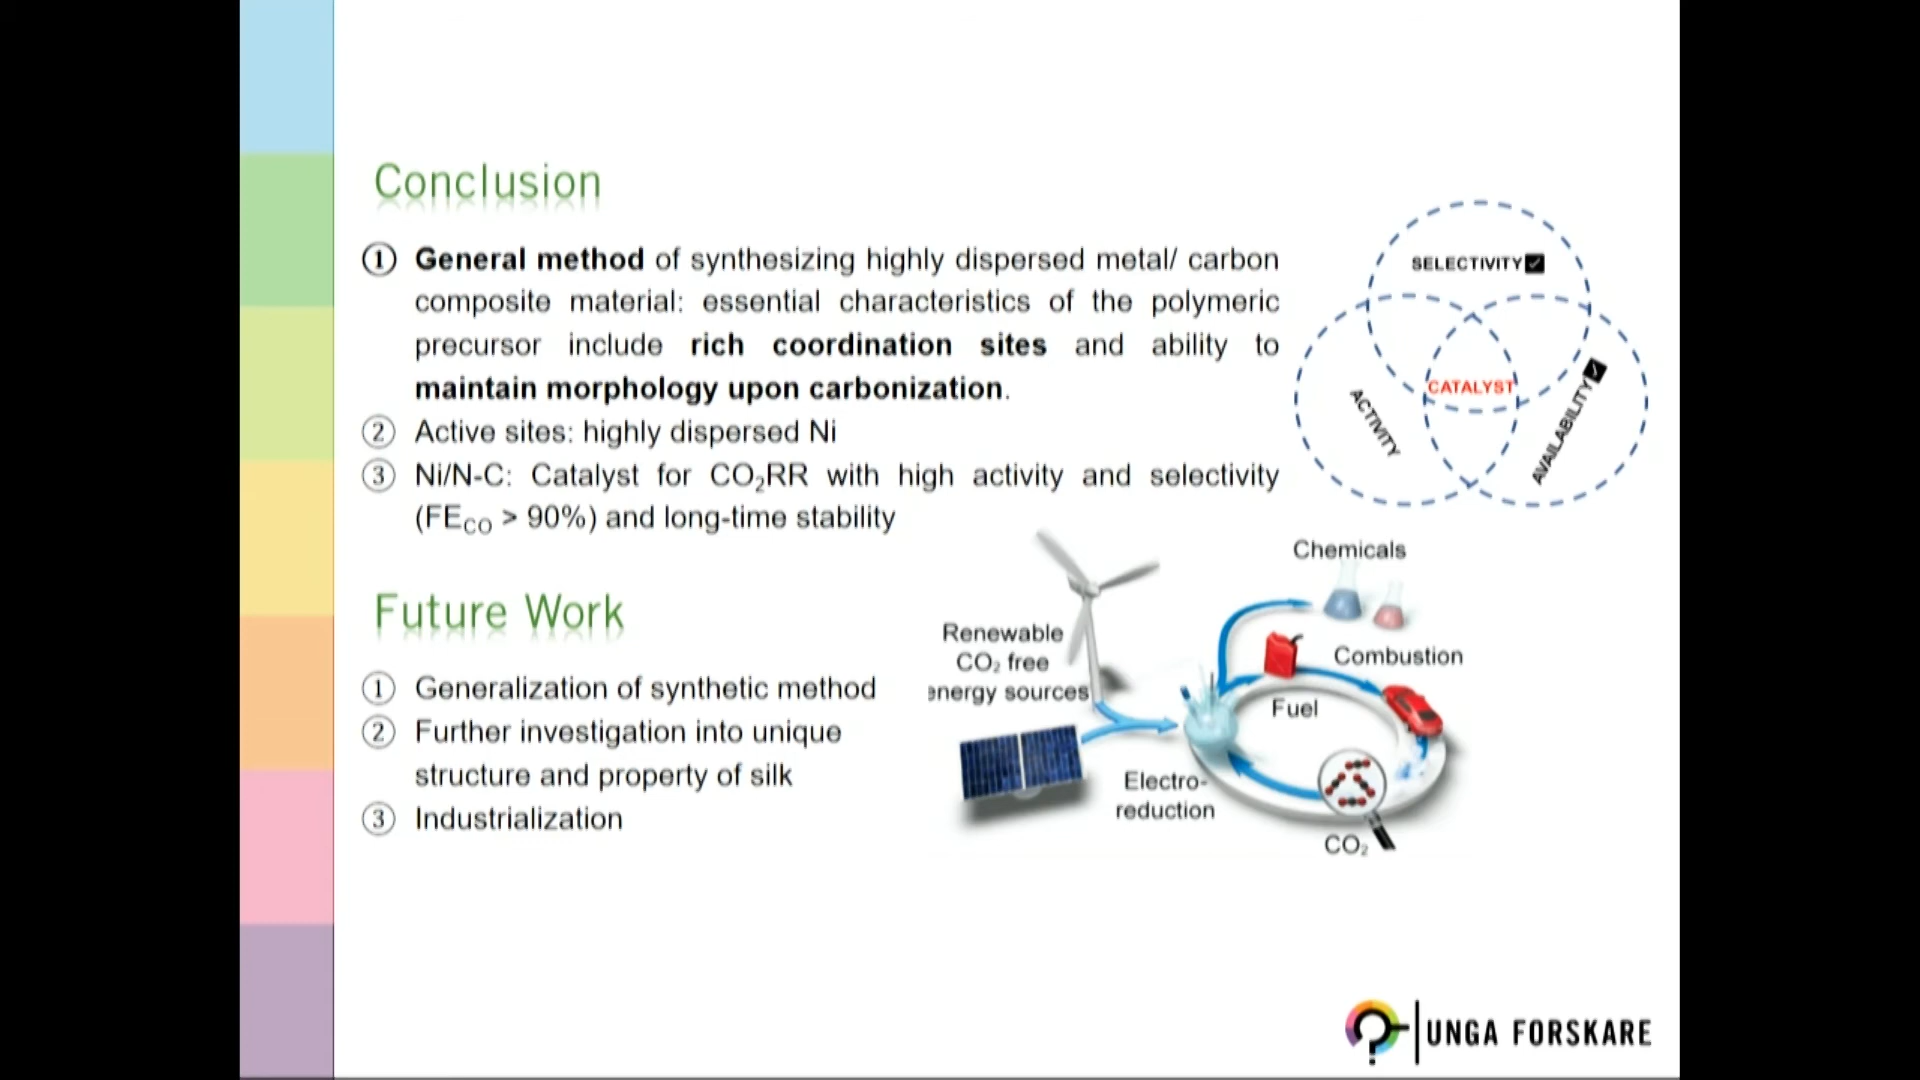 Conclusion
① General method of synthesizing highly dispersed metal/ carbon
composite material: essential characteristics of the polymeric
precursor include rich coordination sites and ability to
maintain morphology upon carbonization.
② Active sites: highly dispersed Ni
③ Ni/N-C: Catalyst for CO₂RR with high activity and selectivity
(FE_CO > 90%) and long-time stability
SELECTIVITY☑
CATALYST
ACTIVITY
AVAILABILITY☑
Future Work
① Generalization of synthetic method
② Further investigation into unique
structure and property of silk
③ Industrialization
Renewable
CO₂ free
energy sources
Chemicals
Combustion
Fuel
Electro-
reduction
CO₂
UNGA FORSKARE